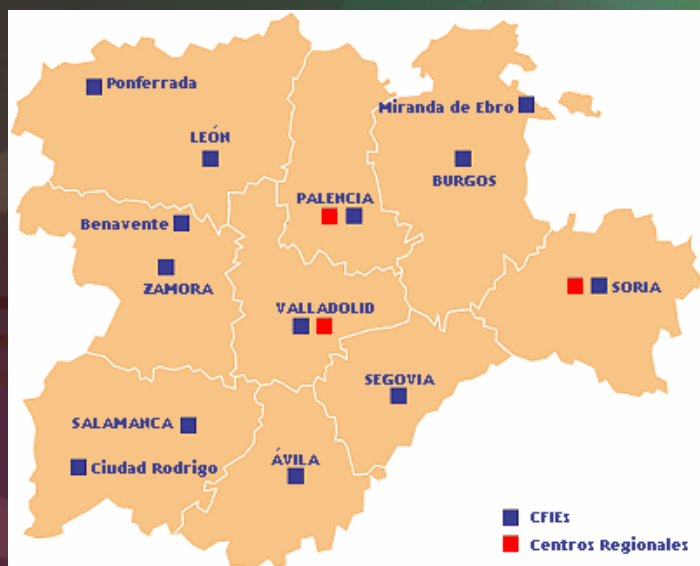 Ponferrada
Miranda de Ebro
LEÓN
BURGOS
PALENCIA
Benavente
ZAMORA
SORIA
VALLADOLID
SEGOVIA
SALAMANCA
ÁVILA
Ciudad Rodrigo
CFIEs
Centros Regionales